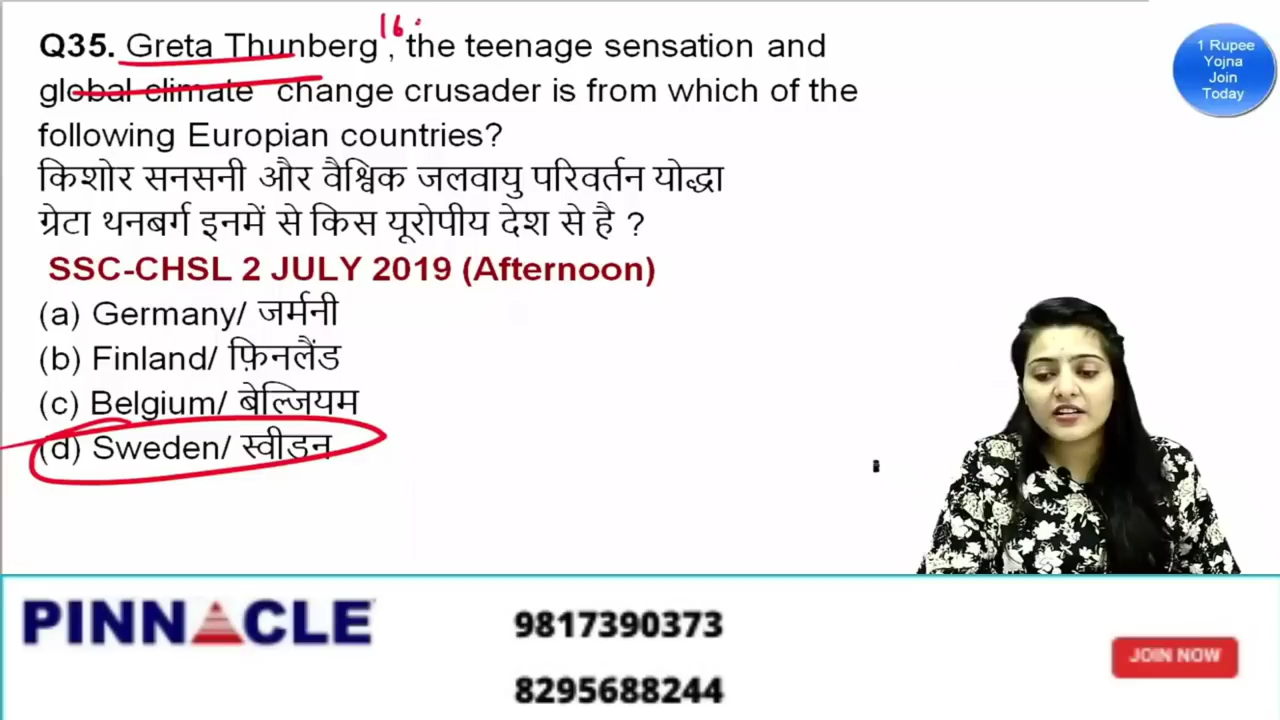 16.
Q35. Greta Thunberg, the teenage sensation and
global climate change crusader is from which of the
following Europian countries?
किशोर सनसनी और वैश्विक जलवायु परिवर्तन योद्धा
ग्रेटा थनबर्ग इनमें से किस यूरोपीय देश से है ?
SSC-CHSL 2 JULY 2019 (Afternoon)
(a) Germany/ जर्मनी
(b) Finland/ फ़िनलैंड
(c) Belgium/ बेल्जियम
(d) Sweden/ स्वीडन
1 Rupee
Yojna
Join
Today
PINNACLE
9817390373
8295688244
JOIN NOW